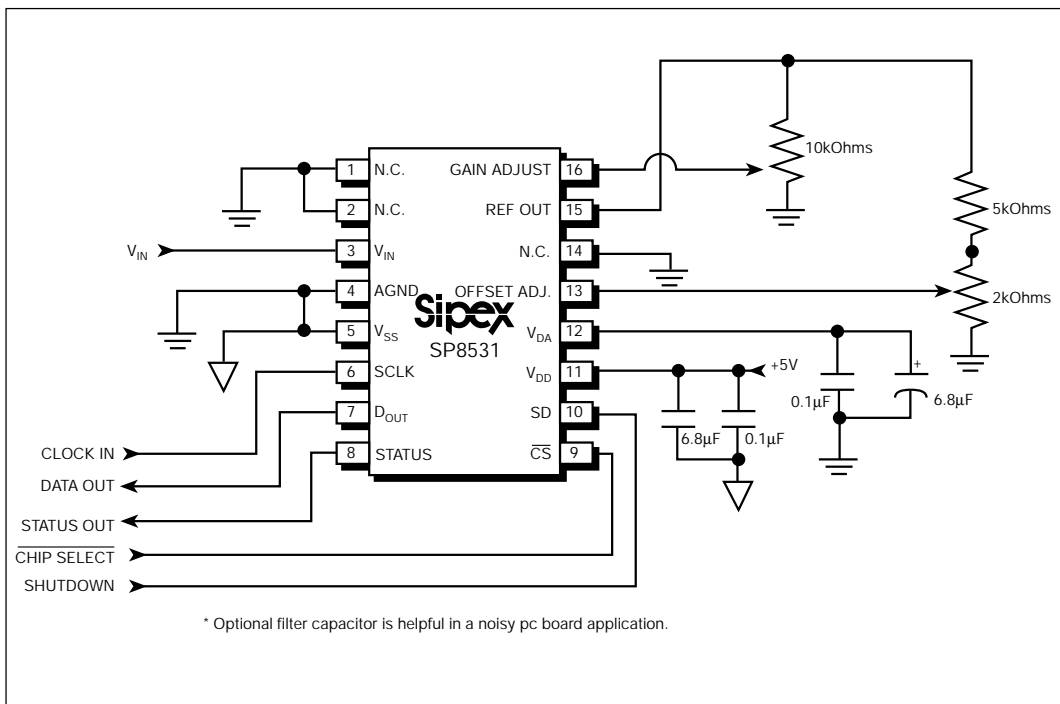 10kOhms
5kOhms
2kOhms
1 N.C. GAIN ADJUST 16
2 N.C. REF OUT 15
V_IN 3 V_IN N.C. 14
4 AGND OFFSET ADJ. 13
Sipex
5 V_SS V_DA 12
SP8531
6 SCLK V_DD 11 +5V
7 D_OUT SD 10
8 STATUS C̅S̅ 9
6.8µF 0.1µF
0.1µF + 6.8µF
CLOCK IN
DATA OUT
STATUS OUT
CHIP SELECT
SHUTDOWN
* Optional filter capacitor is helpful in a noisy pc board application.